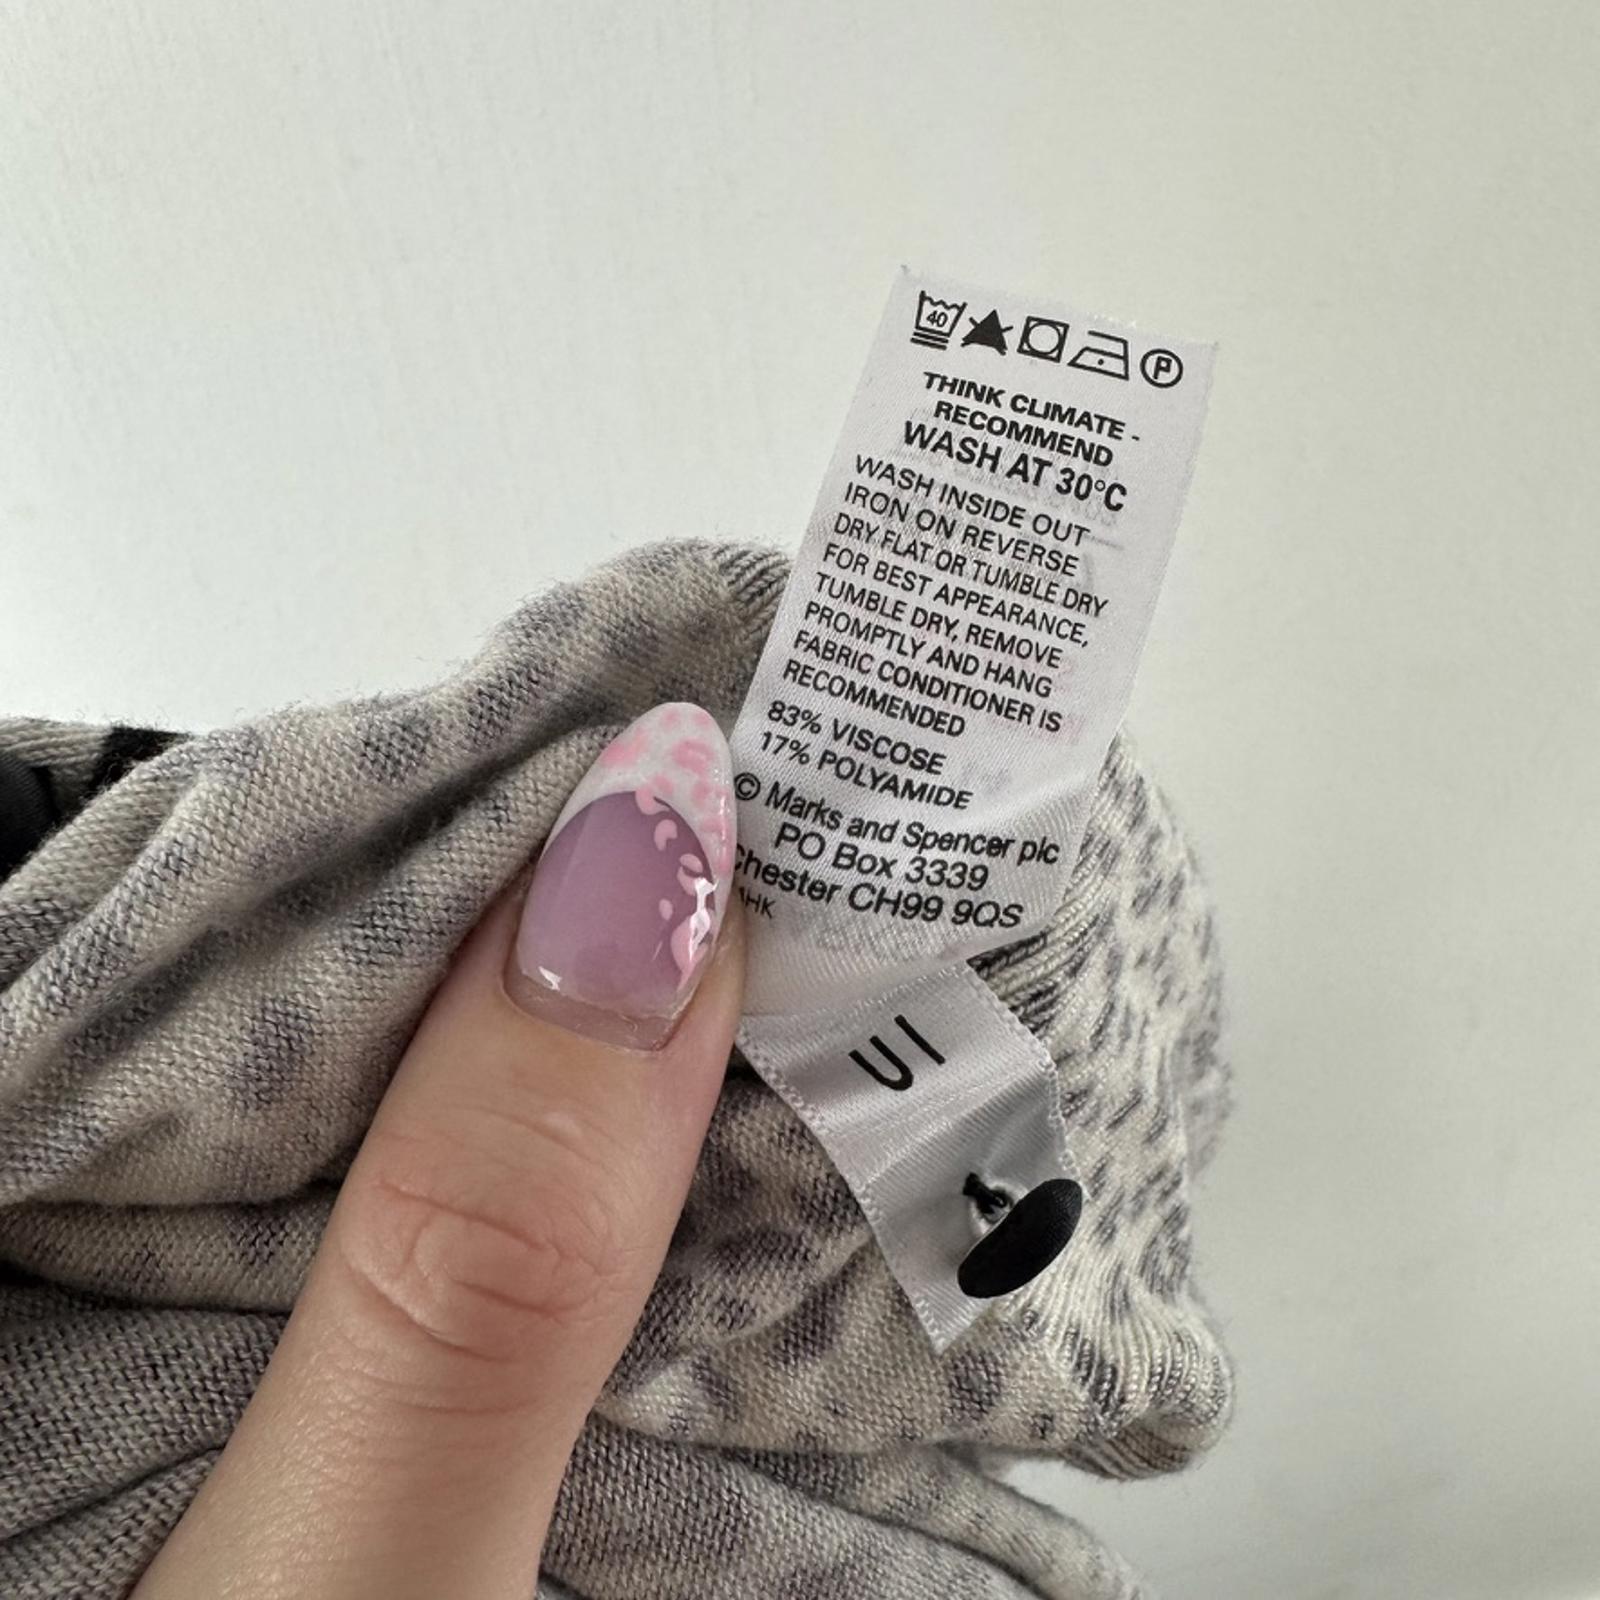 40
P
THINK CLIMATE -
RECOMMEND
WASH AT 30°C
WASH INSIDE OUT
IRON ON REVERSE
DRY FLAT OR TUMBLE DRY
FOR BEST APPEARANCE,
TUMBLE DRY, REMOVE
PROMPTLY AND HANG
FABRIC CONDITIONER IS
RECOMMENDED
83% VISCOSE
17% POLYAMIDE
© Marks and Spencer plc
PO Box 3339
hester CH99 9QS